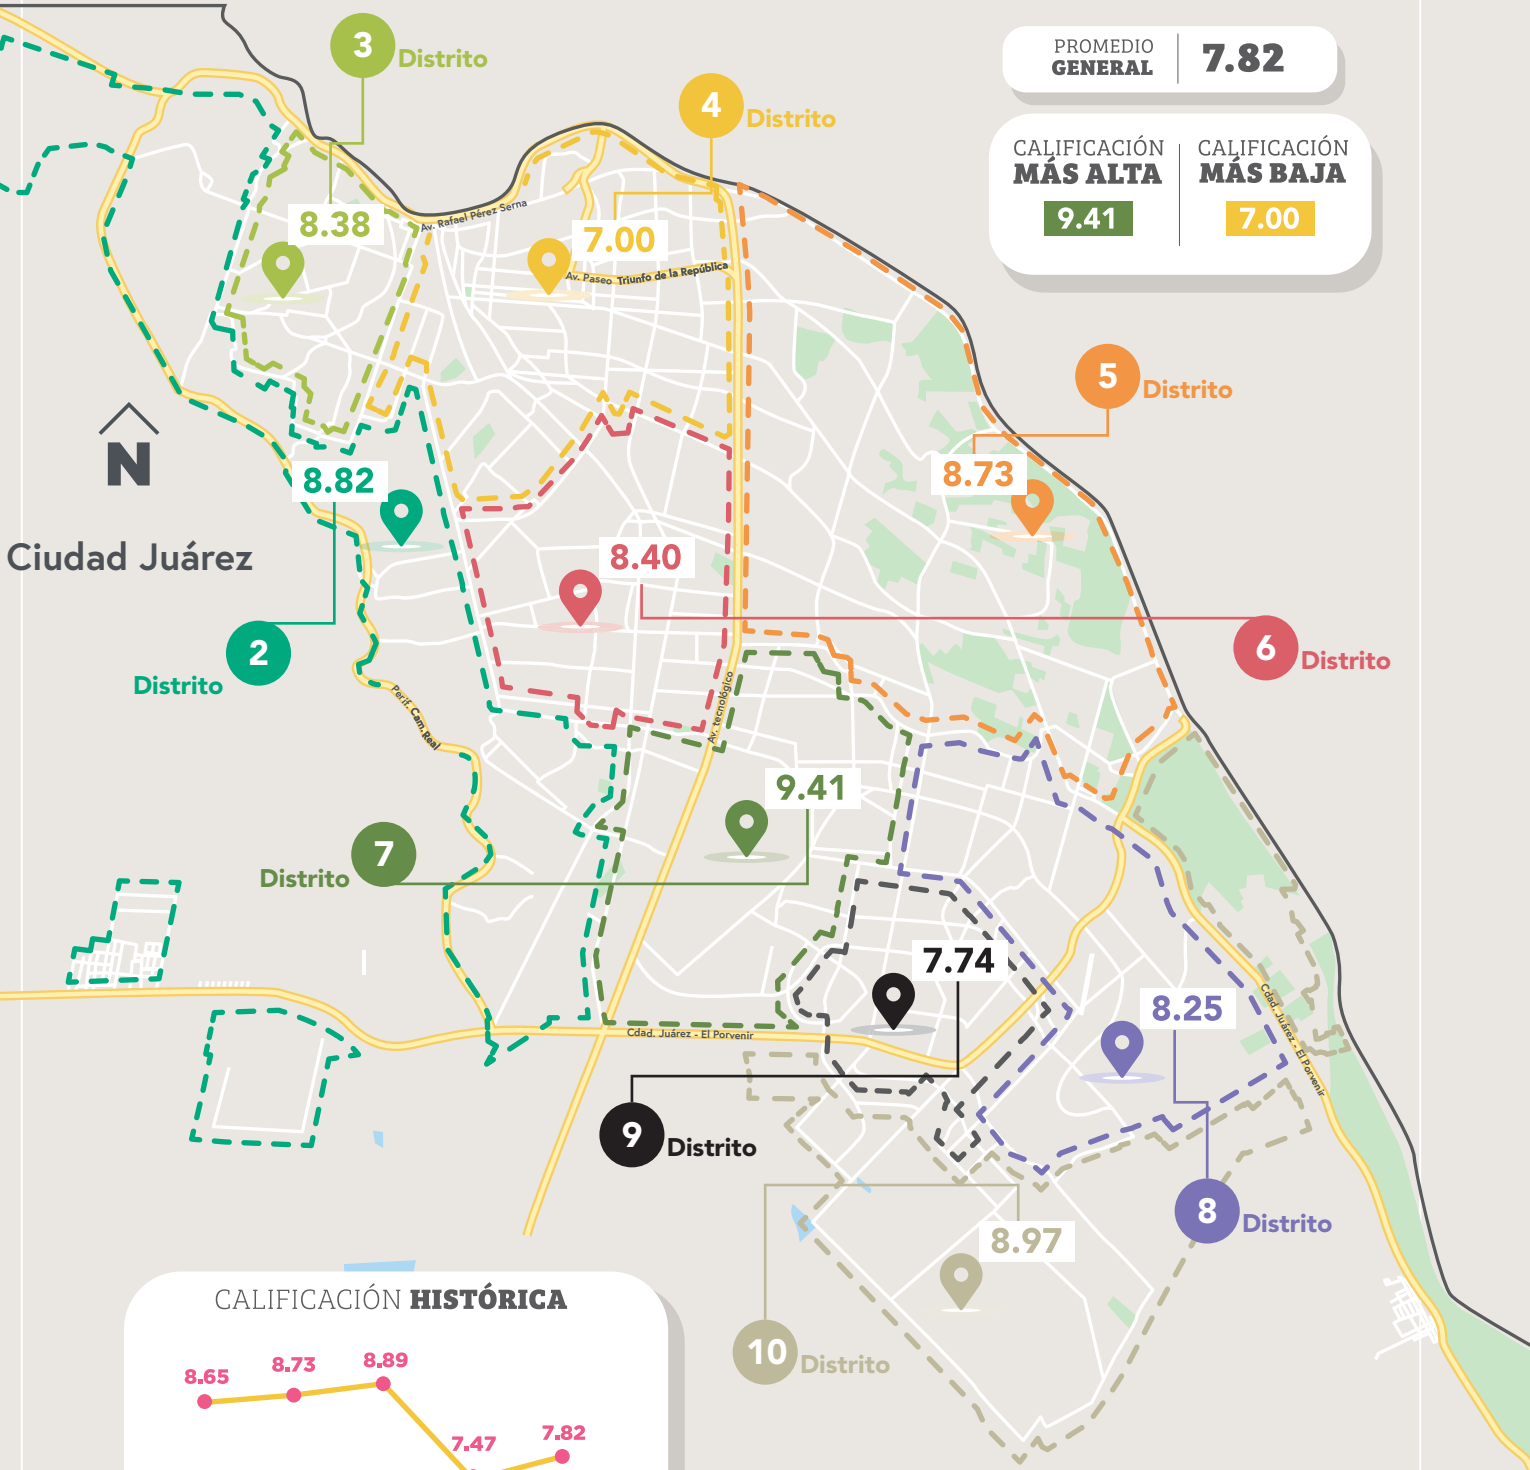 3
Distrito
8.38
4
Distrito
7.00
PROMEDIO
GENERAL
7.82
CALIFICACIÓN
MÁS ALTA
9.41
CALIFICACIÓN
MÁS BAJA
7.00
Av. Rafael Pérez Serna
Av. Paseo Triunfo de la República
5
Distrito
8.73
N
Ciudad Juárez
8.82
2
Distrito
8.40
6
Distrito
Perif. Cam. Real
Av. tecnológico
9.41
7
Distrito
7.74
9
Distrito
Cdad. Juárez - El Porvenir
8.25
8
Distrito
Cdad. Juárez - El Porvenir
8.97
10
Distrito
CALIFICACIÓN HISTÓRICA
8.65
8.73
8.89
7.47
7.82